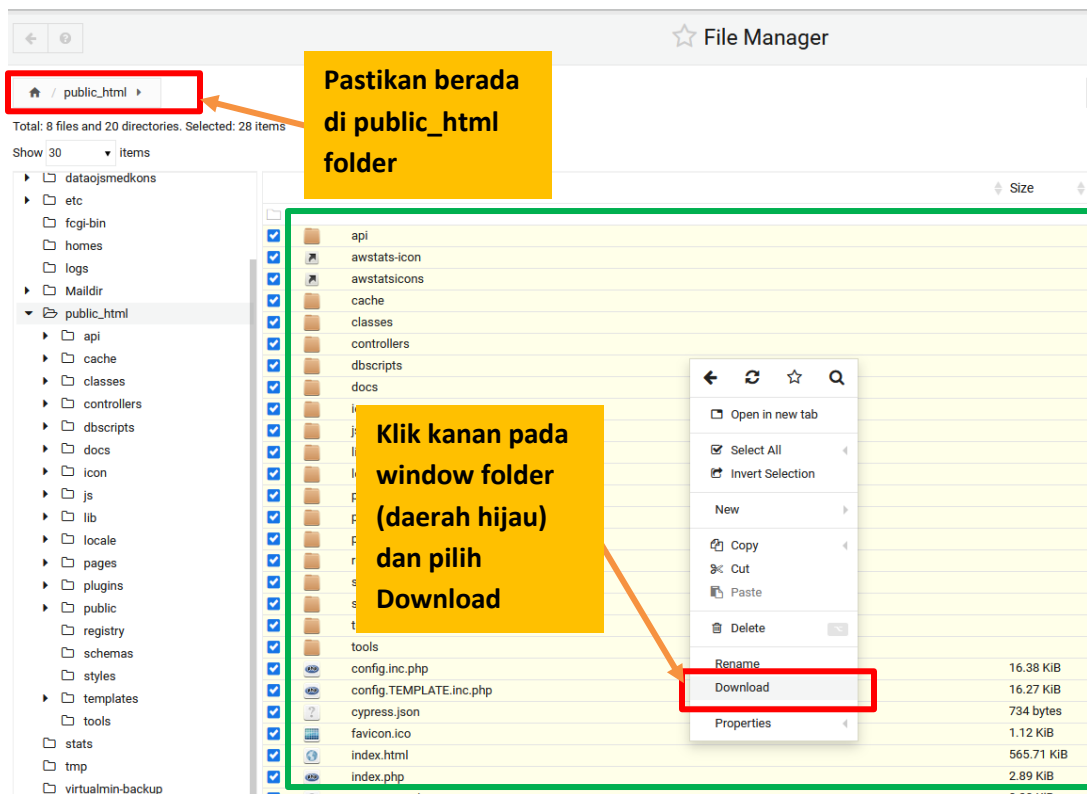 File Manager
/ public_html
Total: 8 files and 20 directories. Selected: 28 items
Show 30 items
Pastikan berada
di public_html
folder
dataojsmedkons
etc
fcgi-bin
homes
logs
Maildir
public_html
api
cache
classes
controllers
dbscripts
docs
icon
js
lib
locale
pages
plugins
public
registry
schemas
styles
templates
tools
stats
tmp
virtualmin-backup
Size
api
awstats-icon
awstatsicons
cache
classes
controllers
dbscripts
docs
tools
config.inc.php 16.38 KiB
config.TEMPLATE.inc.php 16.27 KiB
cypress.json 734 bytes
favicon.ico 1.12 KiB
index.html 565.71 KiB
index.php 2.89 KiB
Klik kanan pada
window folder
(daerah hijau)
dan pilih
Download
Open in new tab
Select All
Invert Selection
New
Copy
Cut
Paste
Delete
Rename
Download
Properties